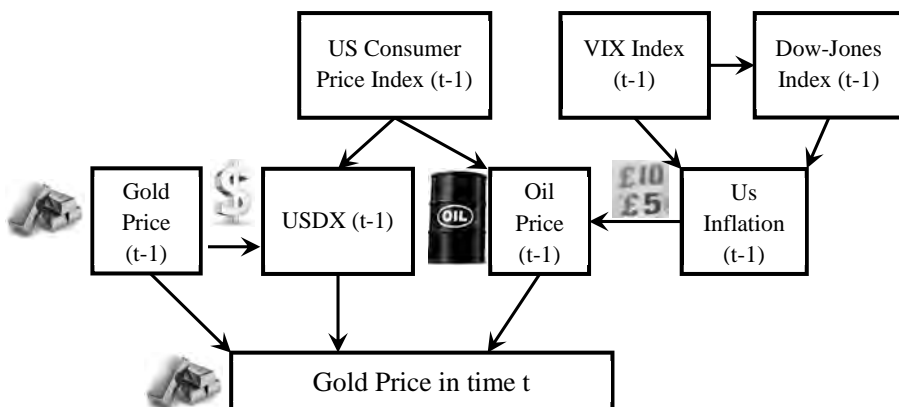 US Consumer
Price Index (t-1)
VIX Index
(t-1)
Dow-Jones
Index (t-1)
Gold
Price
(t-1)
$
USDX (t-1)
OIL
Oil
Price
(t-1)
£10
£5
Us
Inflation
(t-1)
Gold Price in time t